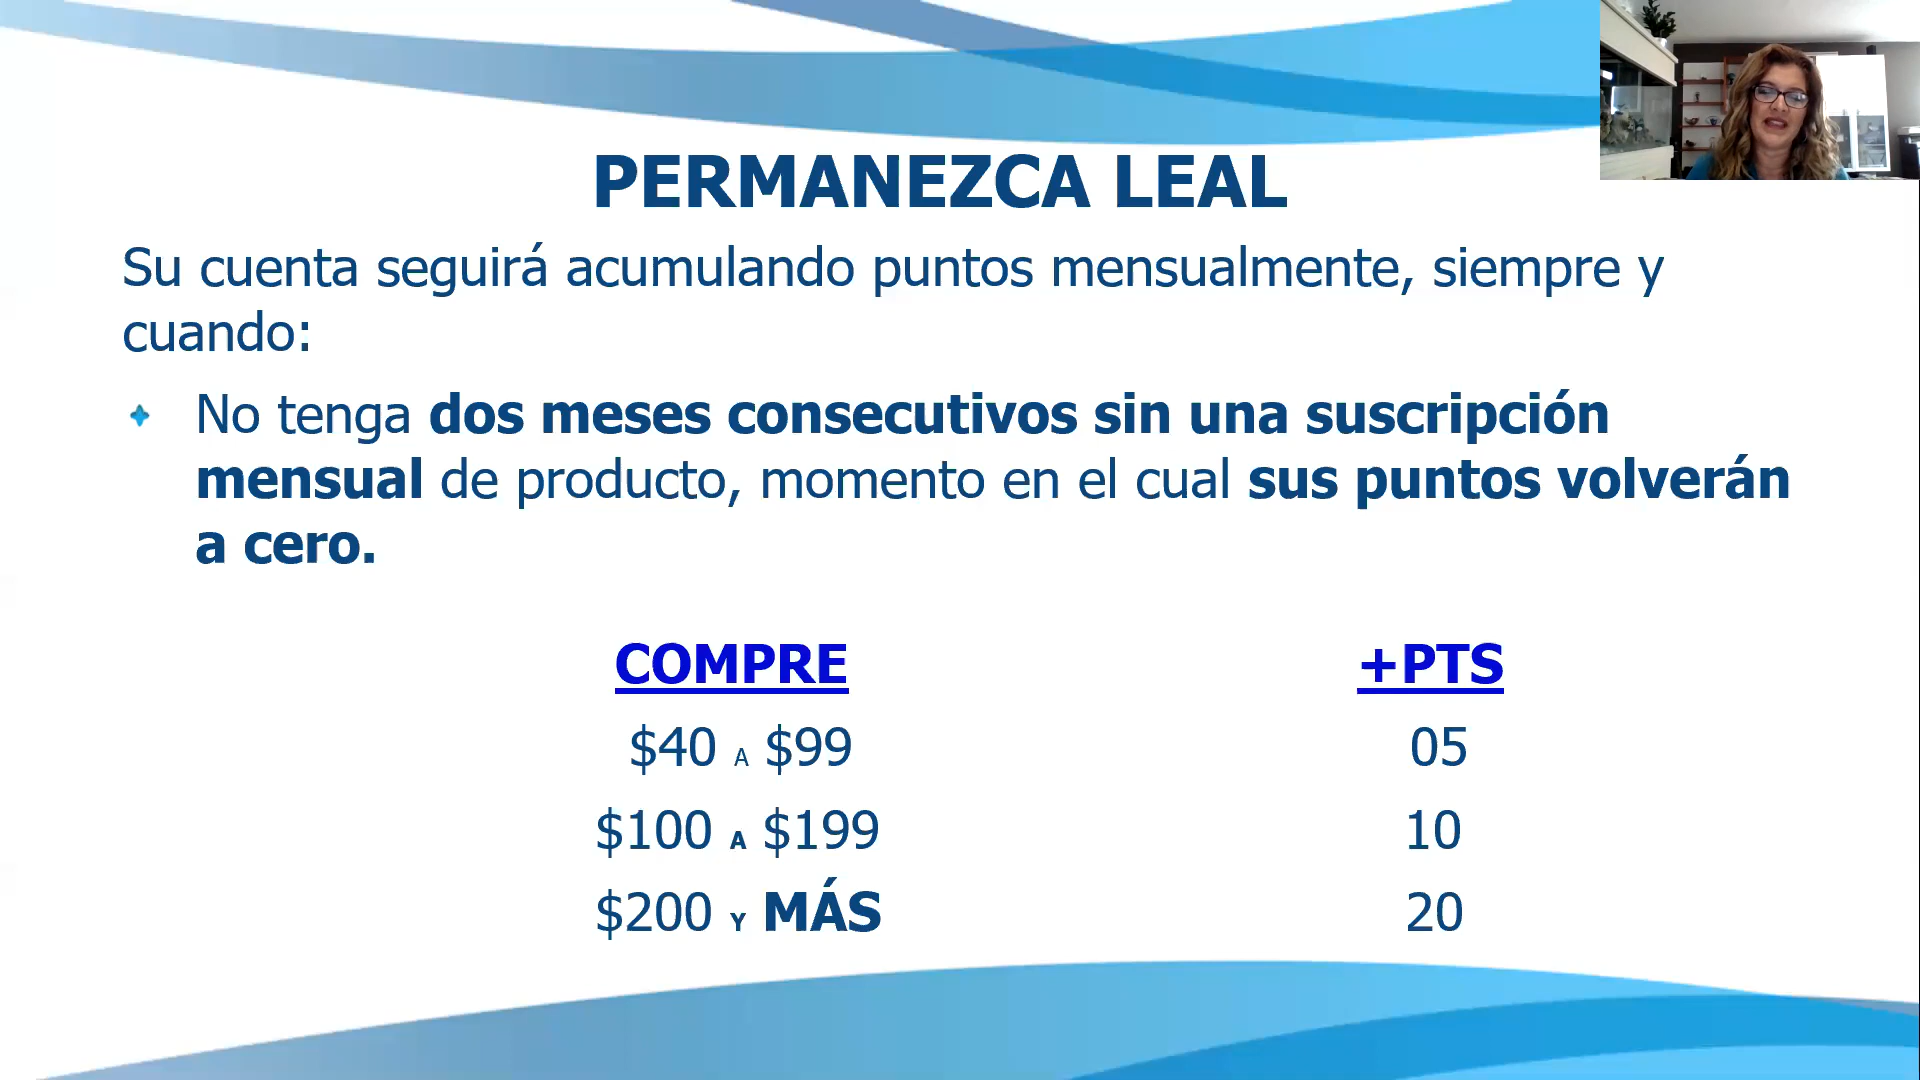 PERMANEZCA LEAL
Su cuenta seguirá acumulando puntos mensualmente, siempre y
cuando:
No tenga dos meses consecutivos sin una suscripción
mensual de producto, momento en el cual sus puntos volverán
a cero.
COMPRE +PTS
$40 A $99 05
$100 A $199 10
$200 Y MÁS 20